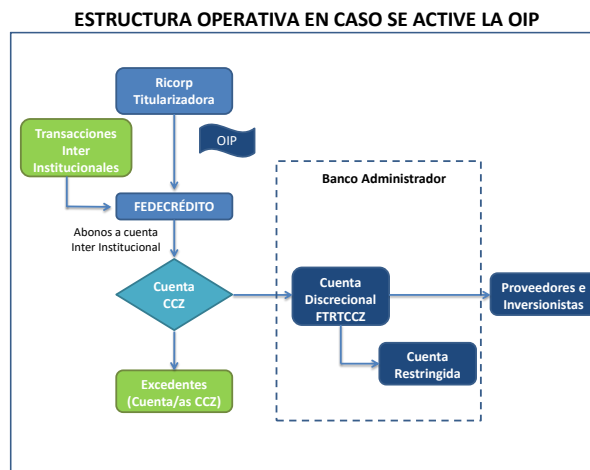 ESTRUCTURA OPERATIVA EN CASO SE ACTIVE LA OIP
Ricorp
Titularizadora
Transacciones
Inter
Institucionales
OIP
Banco Administrador
FEDECRÉDITO
Abonos a cuenta
Inter Institucional
Cuenta
CCZ
Cuenta
Discrecional
FTRTCCZ
Proveedores e
Inversionistas
Cuenta
Restringida
Excedentes
(Cuenta/as CCZ)